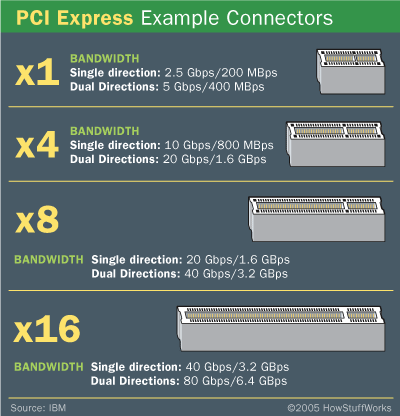 PCI Express Example Connectors
x1
BANDWIDTH
Single direction: 2.5 Gbps/200 MBps
Dual Directions: 5 Gbps/400 MBps
x4
BANDWIDTH
Single direction: 10 Gbps/800 MBps
Dual Directions: 20 Gbps/1.6 GBps
x8
BANDWIDTH Single direction: 20 Gbps/1.6 GBps
Dual Directions: 40 Gbps/3.2 GBps
x16
BANDWIDTH Single direction: 40 Gbps/3.2 GBps
Dual Directions: 80 Gbps/6.4 GBps
Source: IBM ©2005 HowStuffWorks